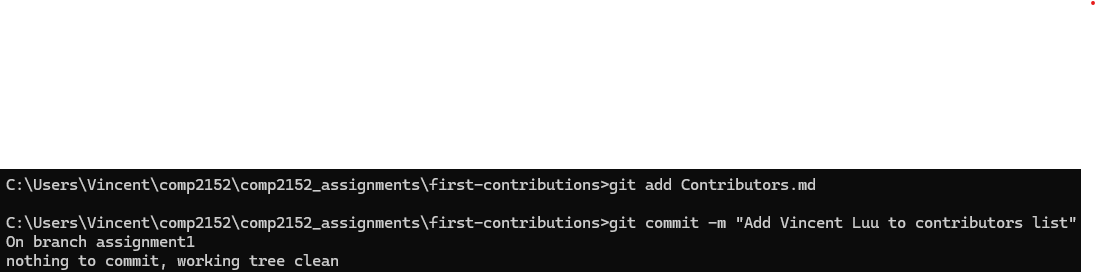 C:\Users\Vincent\comp2152\comp2152_assignments\first-contributions>git add Contributors.md
C:\Users\Vincent\comp2152\comp2152_assignments\first-contributions>git commit -m "Add Vincent Luu to contributors list"
On branch assignment1
nothing to commit, working tree clean